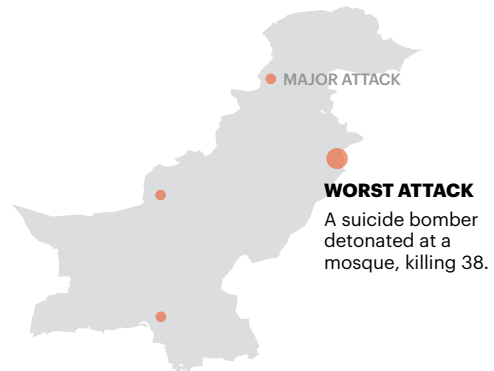 MAJOR ATTACK
WORST ATTACK
A suicide bomber
detonated at a
mosque, killing 38.